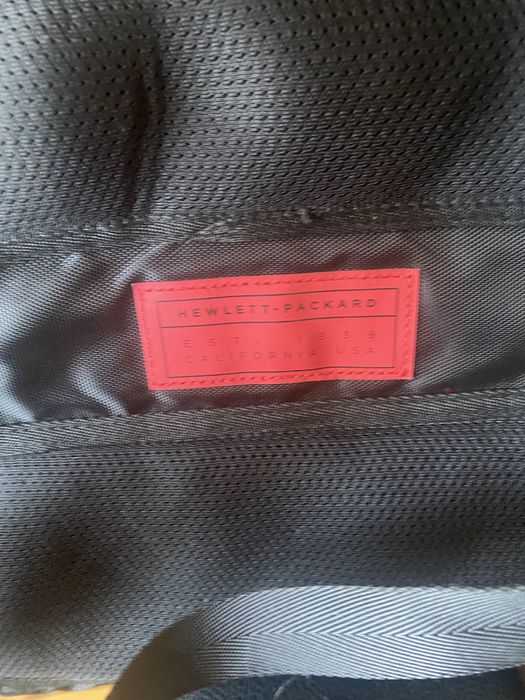 HEWLETT-PACKARD
EST. 1939
CALIFORNIA USA